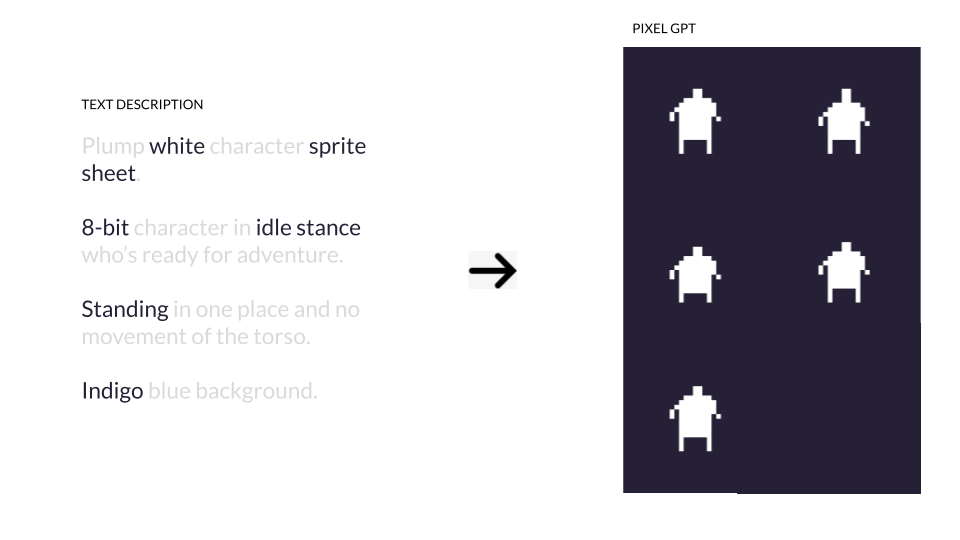 PIXEL GPT
TEXT DESCRIPTION
Plump white character sprite
sheet.
8-bit character in idle stance
who's ready for adventure.
Standing in one place and no
movement of the torso.
Indigo blue background.